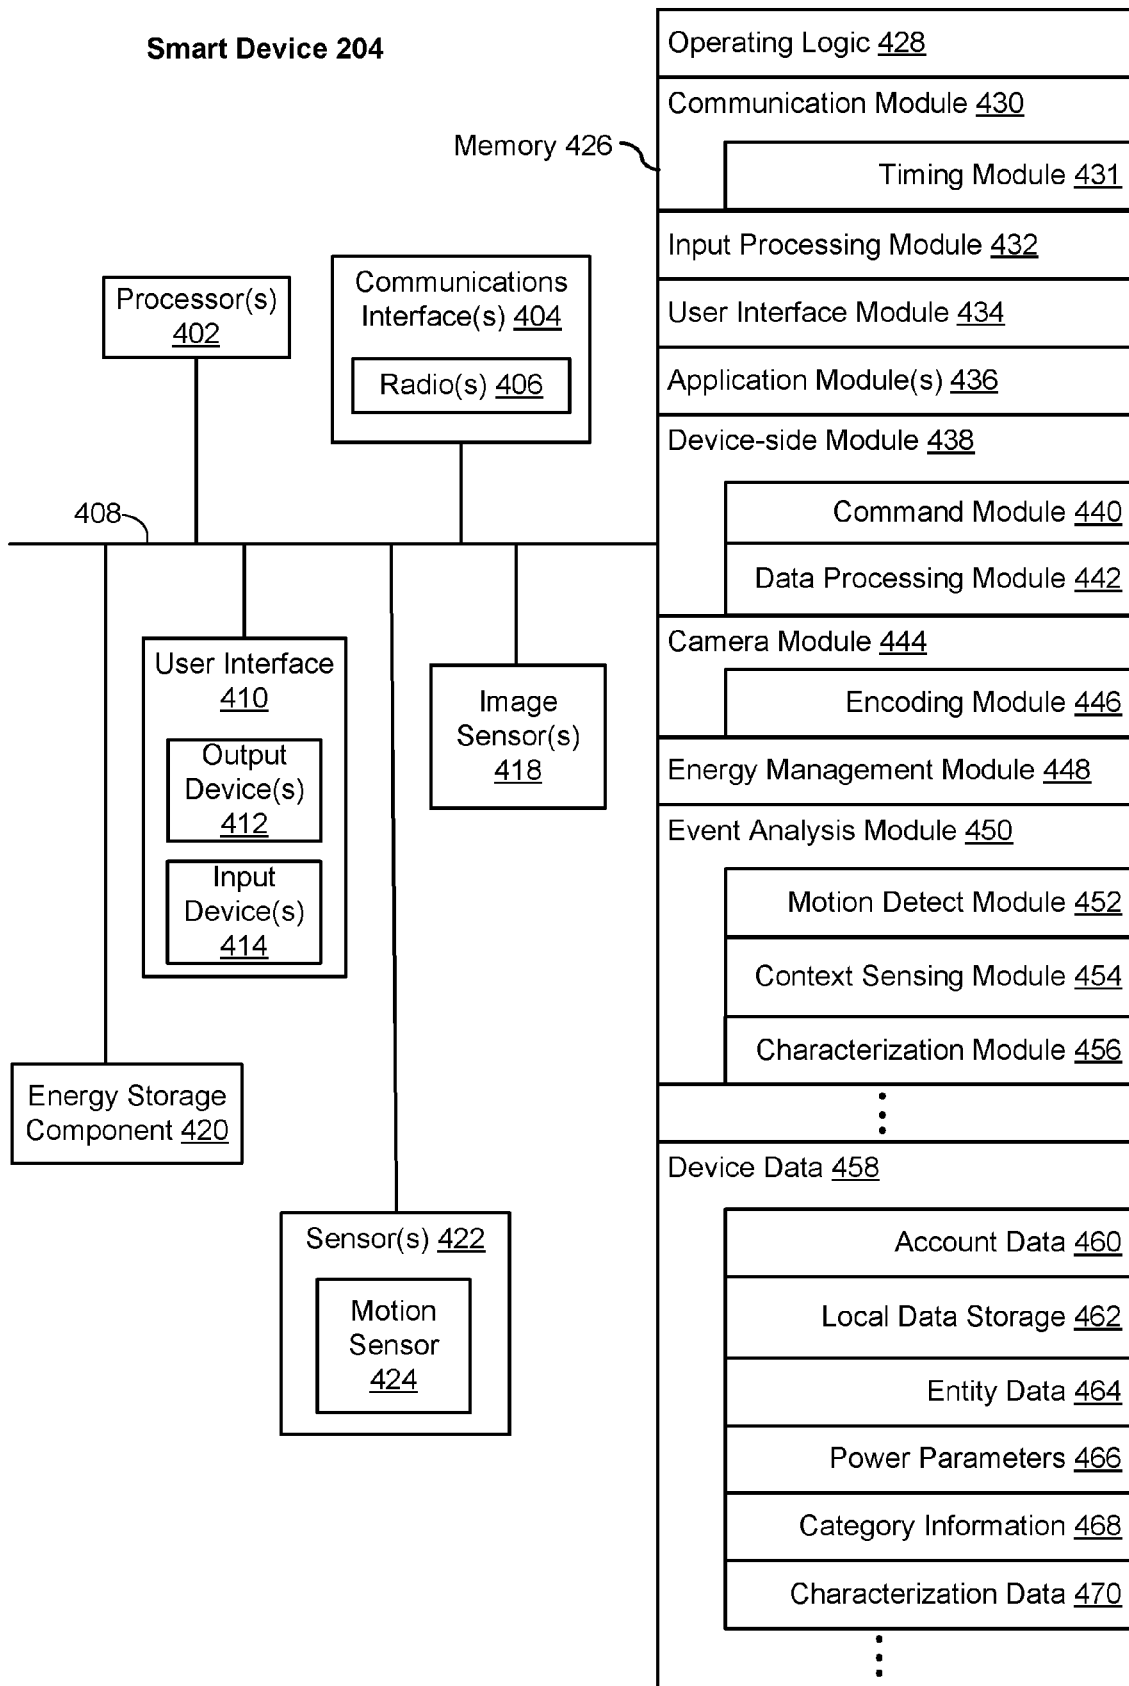 Smart Device 204
Memory 426
Processor(s)
402
Communications
Interface(s) 404
Radio(s) 406
408
User Interface
410
Output
Device(s)
412
Input
Device(s)
414
Image
Sensor(s)
418
Energy Storage
Component 420
Sensor(s) 422
Motion
Sensor
424
Operating Logic 428
Communication Module 430
Timing Module 431
Input Processing Module 432
User Interface Module 434
Application Module(s) 436
Device-side Module 438
Command Module 440
Data Processing Module 442
Camera Module 444
Encoding Module 446
Energy Management Module 448
Event Analysis Module 450
Motion Detect Module 452
Context Sensing Module 454
Characterization Module 456
Device Data 458
Account Data 460
Local Data Storage 462
Entity Data 464
Power Parameters 466
Category Information 468
Characterization Data 470